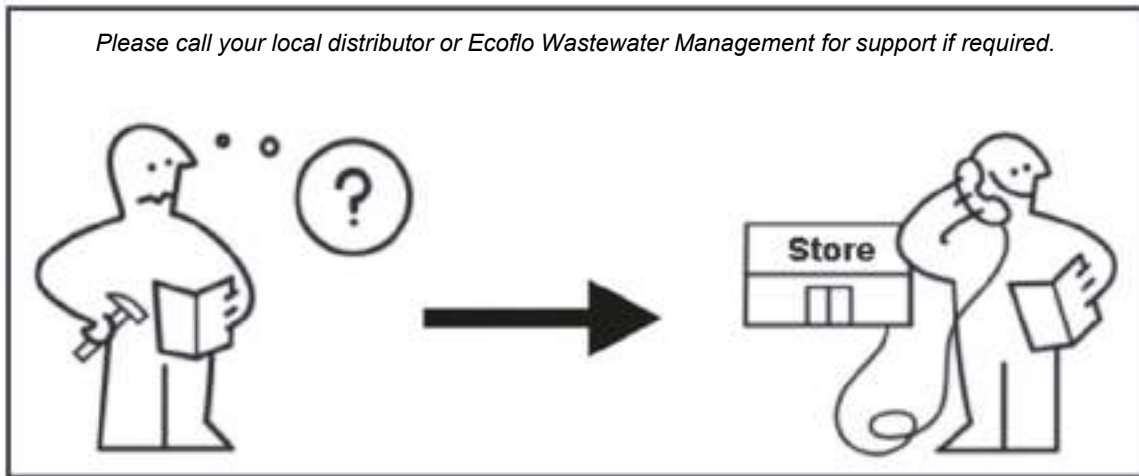 Please call your local distributor or Ecoflo Wastewater Management for support if required.
?
Store